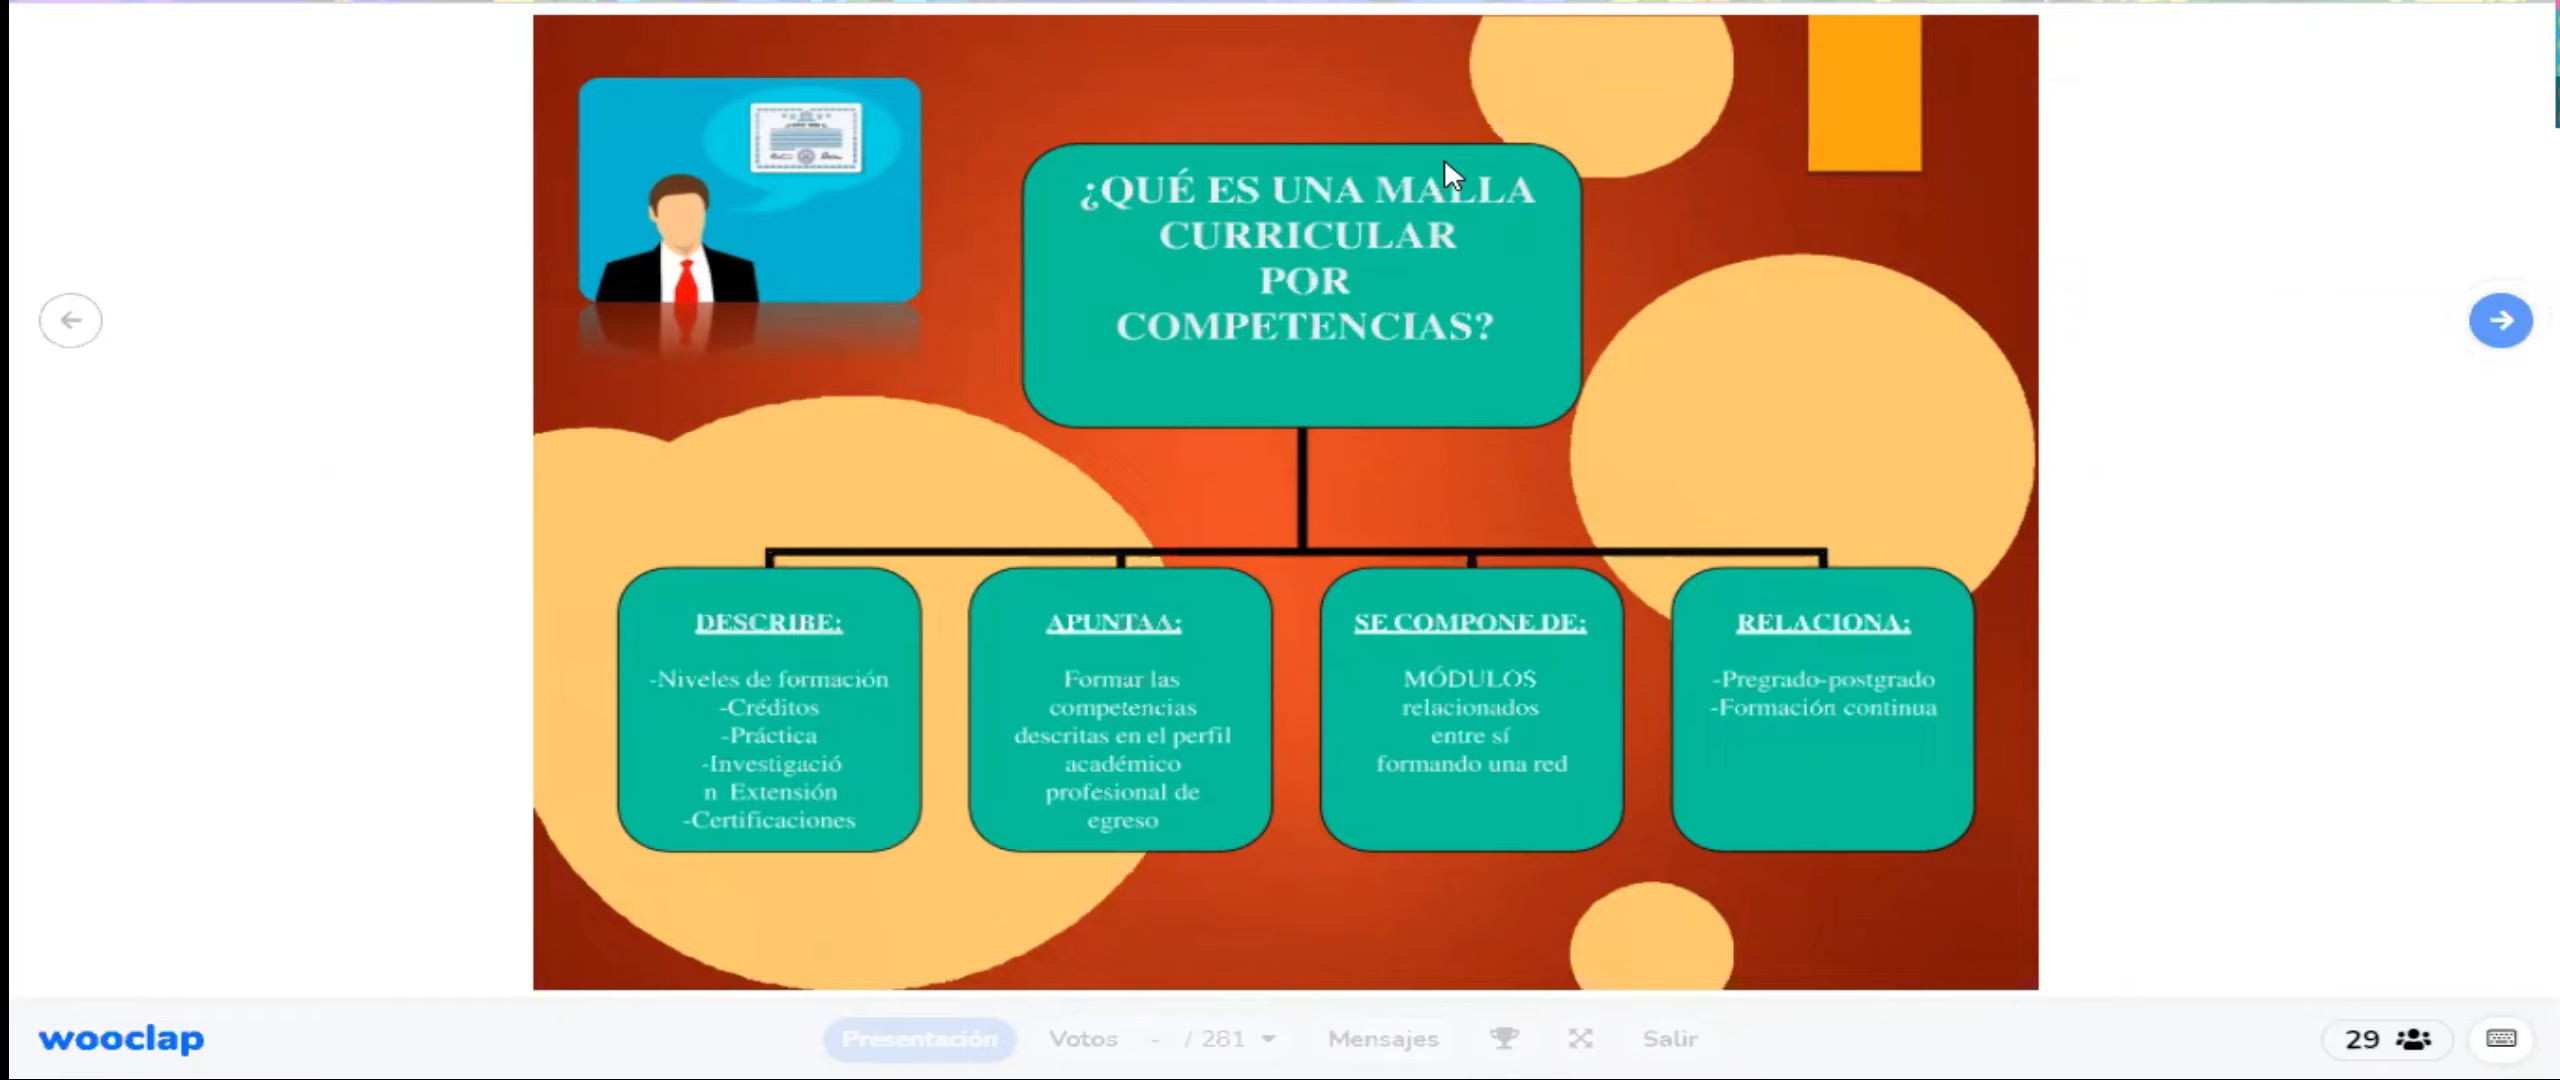 ¿QUÉ ES UNA MALLA
CURRICULAR
POR
COMPETENCIAS?
DESCRIBE:
-Niveles de formación
-Créditos
-Práctica
-Investigació
n Extensión
-Certificaciones
APUNTAA:
Formar las
competencias
descritas en el perfil
académico
profesional de
egreso
SE COMPONE DE:
MÓDULOS
relacionados
entre sí
formando una red
RELACIONA:
-Pregrado-postgrado
-Formación continua
wooclap
Presentación
Votos - / 281
Mensajes
Salir
29